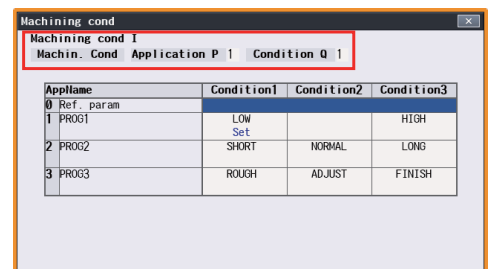 Machining cond
Machining cond I
Machin. Cond Application P 1 Condition Q 1
AppName Condition1 Condition2 Condition3
0 Ref. param
1 PROG1 LOW HIGH
Set
2 PROG2 SHORT NORMAL LONG
3 PROG3 ROUGH ADJUST FINISH